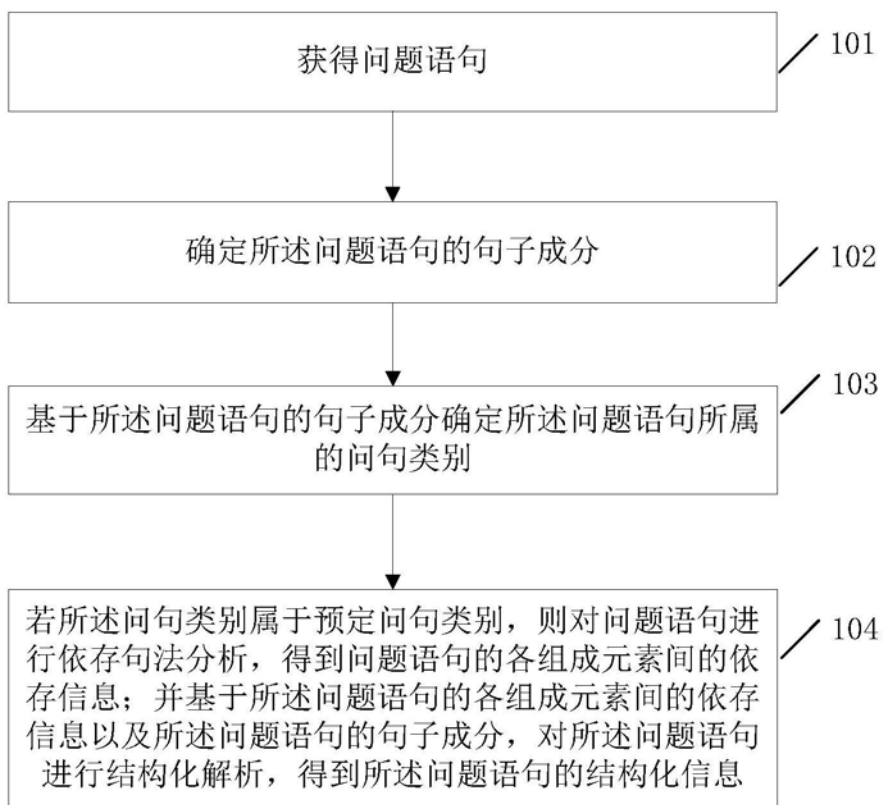 获得问题语句
101
确定所述问题语句的句子成分
102
103
基于所述问题语句的句子成分确定所述问题语句所属
的问句类别
若所述问句类别属于预定问句类别，则对问题语句进
104
行依存句法分析，得到问题语句的各组成元素间的依
存信息；并基于所述问题语句的各组成元素间的依存
信息以及所述问题语句的句子成分，对所述问题语句
进行结构化解析，得到所述问题语句的结构化信息